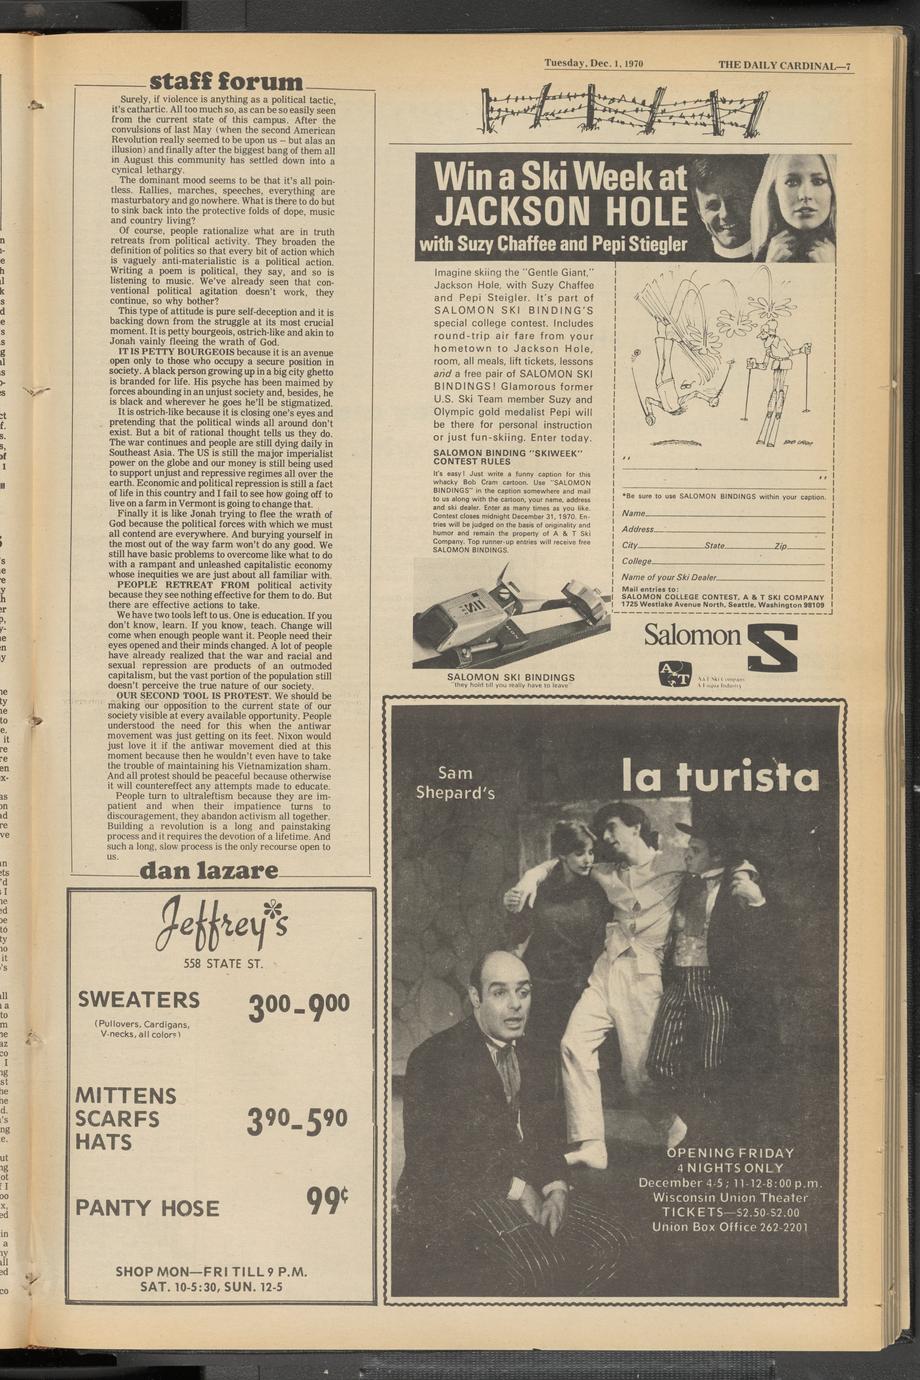 Tuesday, Dec. 1, 1970
THE DAILY CARDINAL—7
staff forum
Surely, if violence is anything as a political tactic,
it's cathartic. All too much so, as can be so easily seen
from the current state of this campus. After the
convulsions of last May (when the second American
Revolution really seemed to be upon us — but alas an
illusion) and finally after the biggest bang of them all
in August this community has settled down into a
cynical lethargy.
The dominant mood seems to be that it's all poin-
tless. Rallies, marches, speeches, everything are
masturbatory and go nowhere. What is there to do but
to sink back into the protective folds of dope, music
and country living?
Of course, people rationalize what are in truth
retreats from political activity. They broaden the
definition of politics so that every bit of action which
is vaguely anti-materialistic is a political action.
Writing a poem is political, they say, and so is
listening to music. We've already seen that con-
ventional political agitation doesn't work, they
continue, so why bother?
This type of attitude is pure self-deception and it is
backing down from the struggle at its most crucial
moment. It is petty bourgeois, ostrich-like and akin to
Jonah vainly fleeing the wrath of God.
IT IS PETTY BOURGEOIS because it is an avenue
open only to those who occupy a secure position in
society. A black person growing up in a big city ghetto
is branded for life. His psyche has been maimed by
forces abounding in an unjust society and, besides, he
is black and wherever he goes he'll be stigmatized.
It is ostrich-like because it is closing one's eyes and
pretending that the political winds all around don't
exist. But a bit of rational thought tells us they do.
The war continues and people are still dying daily in
Southeast Asia. The US is still the major imperialist
power on the globe and our money is still being used
to support unjust and repressive regimes all over the
earth. Economic and political repression is still a fact
of life in this country and I fail to see how going off to
live on a farm in Vermont is going to change that.
Finally it is like Jonah trying to flee the wrath of
God because the political forces with which we must
all contend are everywhere. And burying yourself in
the most out of the way farm won't do any good. We
still have basic problems to overcome like what to do
with a rampant and unleashed capitalistic economy
whose inequities we are just about all familiar with.
PEOPLE RETREAT FROM political activity
because they see nothing effective for them to do. But
there are effective actions to take.
We have two tools left to us. One is education. If you
don't know, learn. If you know, teach. Change will
come when enough people want it. People need their
eyes opened and their minds changed. A lot of people
have already realized that the war and racial and
sexual repression are products of an outmoded
capitalism, but the vast portion of the population still
doesn't perceive the true nature of our society.
OUR SECOND TOOL IS PROTEST. We should be
making our opposition to the current state of our
society visible at every available opportunity. People
understood the need for this when the antiwar
movement was just getting on its feet. Nixon would
just love it if the antiwar movement died at this
moment because then he wouldn't even have to take
the trouble of maintaining his Vietnamization sham.
And all protest should be peaceful because otherwise
it will countereffect any attempts made to educate.
People turn to ultraleftism because they are im-
patient and when their impatience turns to
discouragement, they abandon activism all together.
Building a revolution is a long and painstaking
process and it requires the devotion of a lifetime. And
such a long, slow process is the only recourse open to
us.
dan lazare
Jeffrey's
558 STATE ST.
SWEATERS 3.00-9.00
(Pullovers, Cardigans,
V-necks, all colors)
MITTENS
SCARFS
HATS
3.90-5.90
PANTY HOSE 99¢
SHOP MON—FRI TILL 9 P.M.
SAT. 10-5:30, SUN. 12-5
Win a Ski Week at
JACKSON HOLE
with Suzy Chaffee and Pepi Stiegler
Imagine skiing the "Gentle Giant,"
Jackson Hole, with Suzy Chaffee
and Pepi Steigler. It's part of
SALOMON SKI BINDING'S
special college contest. Includes
round-trip air fare from your
hometown to Jackson Hole,
room, all meals, lift tickets, lessons
and a free pair of SALOMON SKI
BINDINGS! Glamorous former
U.S. Ski Team member Suzy and
Olympic gold medalist Pepi will
be there for personal instruction
or just fun-skiing. Enter today.
SALOMON BINDING "SKIWEEK"
CONTEST RULES
It's easy! Just write a funny caption for this
whacky Bob Cram cartoon. Use "SALOMON
BINDINGS" in the caption somewhere and mail
to us along with the coupon, your name, address
and ski dealer. Enter as many times as you like.
Contest closes midnight December 31, 1970. En-
tries will be judged on the basis of originality and
humor and remain the property of A & T Ski
Company. Top runner-up entries will receive free
SALOMON BINDINGS.
"
"
*Be sure to use SALOMON BINDINGS within your caption.
Name
Address
City State Zip
College
Name of your Ski Dealer
Mail entries to:
SALOMON COLLEGE CONTEST, A & T SKI COMPANY
1725 Westlake Avenue North, Seattle, Washington 98109
SALOMON SKI BINDINGS
"they hold till you really have to leave"
Salomon S
A&T
A&T Ski Company
A Fuqua Industry
Sam
Shepard's
la turista
OPENING FRIDAY
4 NIGHTS ONLY
December 4-5; 11-12-8:00 p.m.
Wisconsin Union Theater
TICKETS—$2.50-$2.00
Union Box Office 262-2201